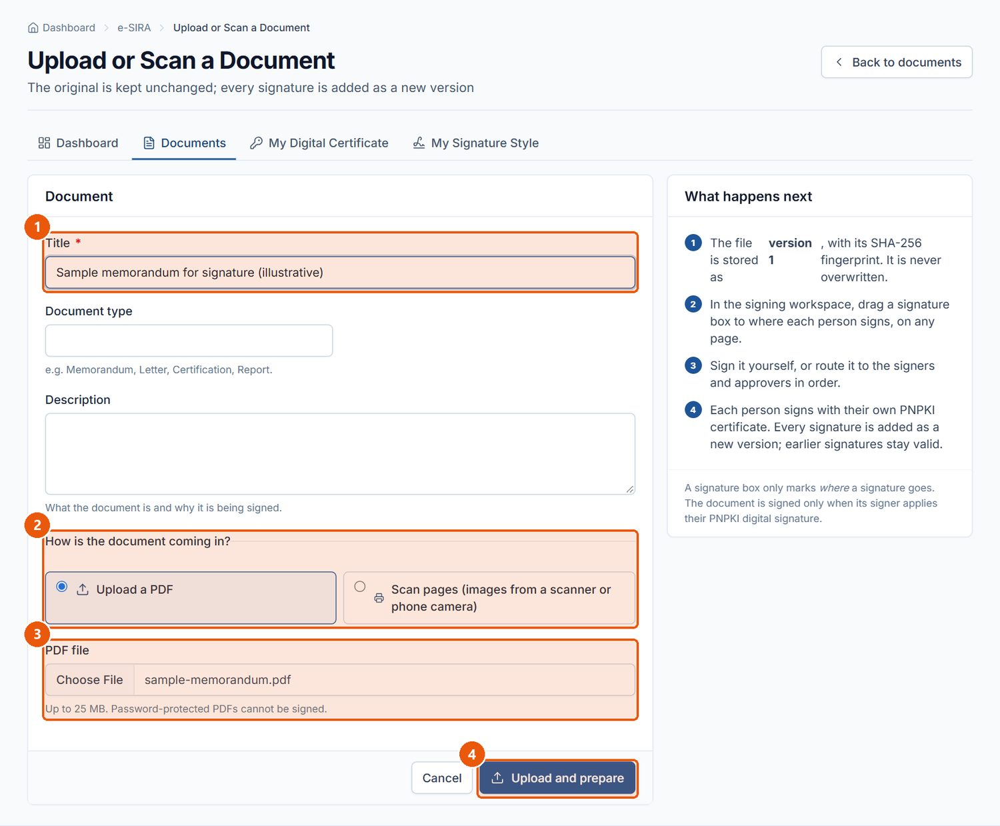 Dashboard > e-SIRA > Upload or Scan a Document
Upload or Scan a Document
Back to documents
The original is kept unchanged; every signature is added as a new version
Dashboard
Documents
My Digital Certificate
My Signature Style
Document
1
Title *
Sample memorandum for signature (illustrative)
Document type
e.g. Memorandum, Letter, Certification, Report.
Description
What the document is and why it is being signed.
2
How is the document coming in?
Upload a PDF
Scan pages (images from a scanner or
phone camera)
3
PDF file
Choose File sample-memorandum.pdf
Up to 25 MB. Password-protected PDFs cannot be signed.
Cancel
4
Upload and prepare
What happens next
1
The file
is stored
as
version
1
, with its SHA-256
fingerprint. It is never
overwritten.
2
In the signing workspace, drag a signature
box to where each person signs, on any
page.
3
Sign it yourself, or route it to the signers
and approvers in order.
4
Each person signs with their own PNPKI
certificate. Every signature is added as a
new version; earlier signatures stay valid.
A signature box only marks where a signature goes.
The document is signed only when its signer applies
their PNPKI digital signature.